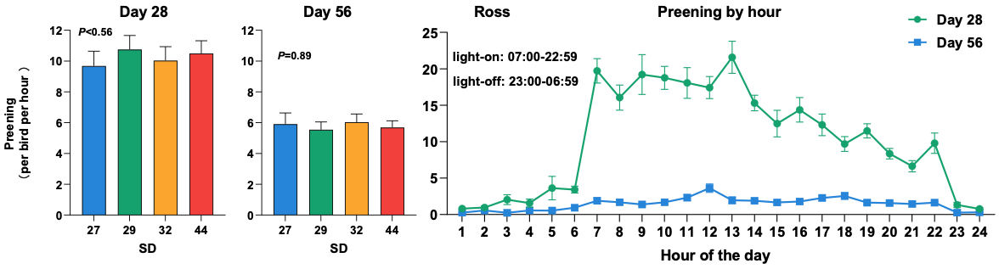 Day 28
P<0.56
12
10
8
6
4
2
0
27 29 32 44
SD
Preening
(per bird per hour )
Day 56
P=0.89
12
10
8
6
4
2
0
27 29 32 44
SD
Ross
Preening by hour
Day 28
Day 56
light-on: 07:00-22:59
light-off: 23:00-06:59
25
20
15
10
5
0
1 2 3 4 5 6 7 8 9 10 11 12 13 14 15 16 17 18 19 20 21 22 23 24
Hour of the day